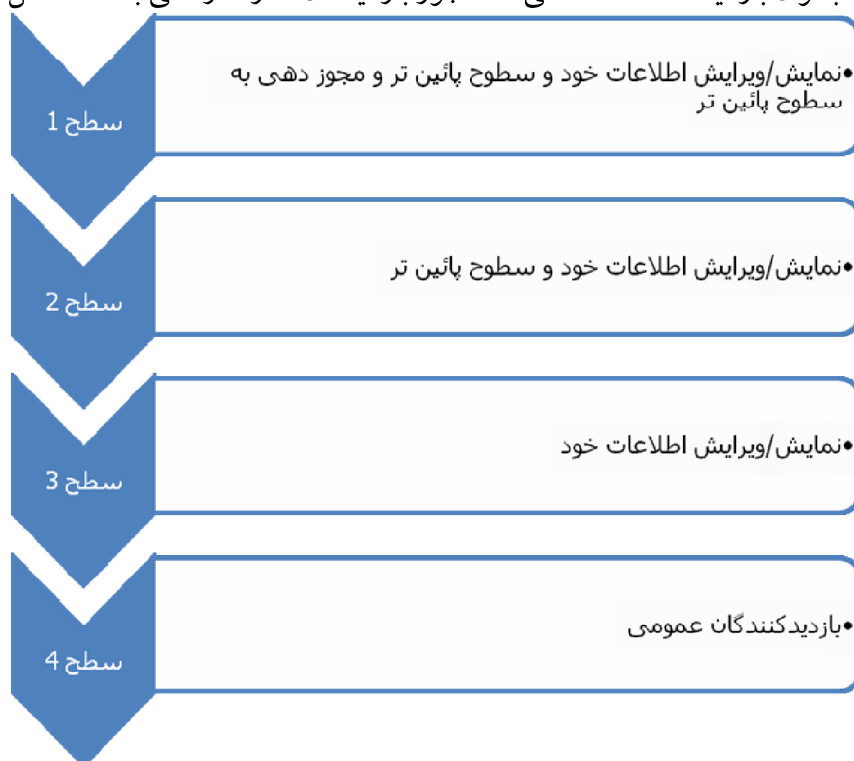 سطح 1
•نمایش/ویرایش اطلاعات خود و سطوح پائین تر و مجوز دهی به
سطوح پائین تر
سطح 2
•نمایش/ویرایش اطلاعات خود و سطوح پائین تر
سطح 3
•نمایش/ویرایش اطلاعات خود
سطح 4
•بازدیدکنندگان عمومی